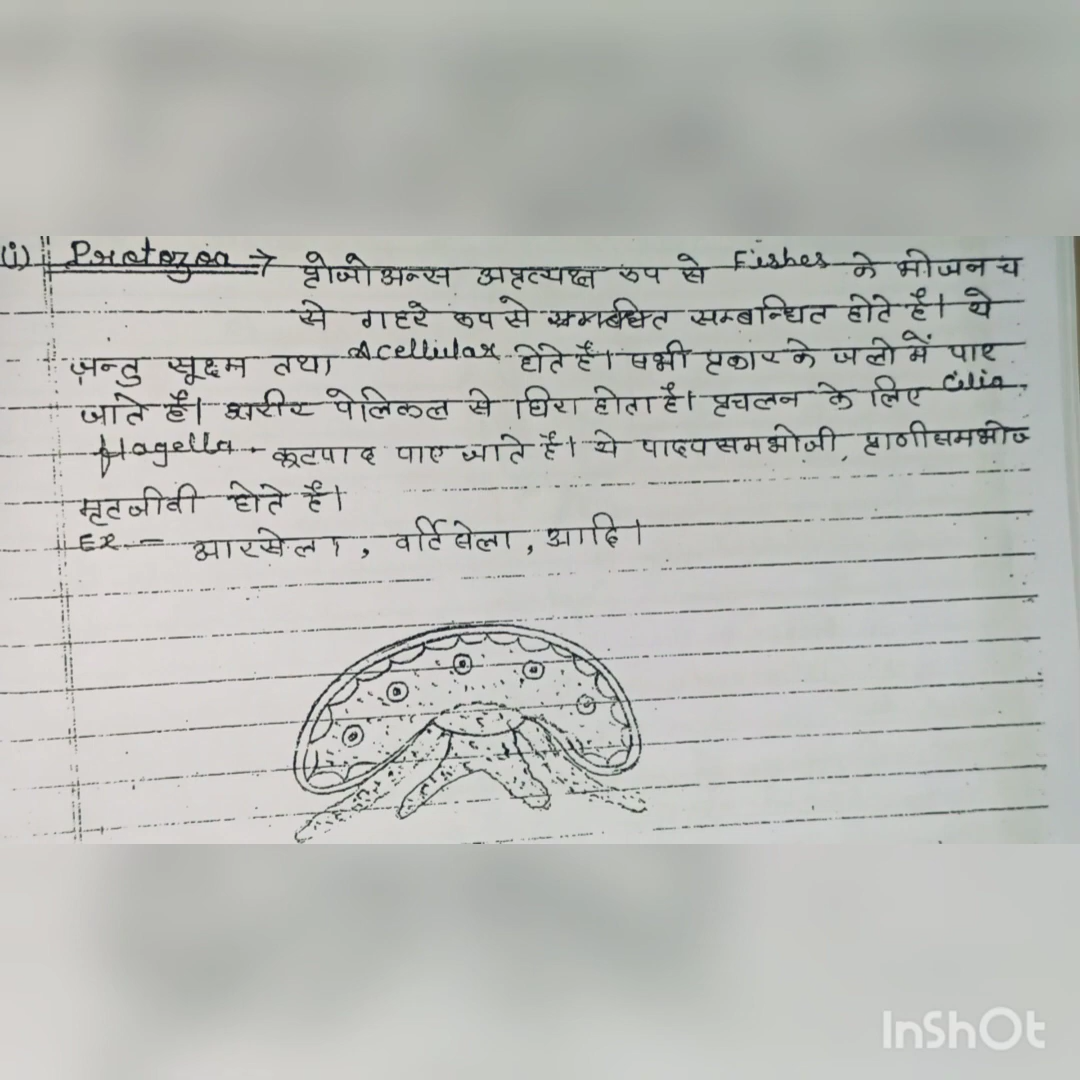 (i) Protozoa → प्रोजोअन्स अप्रत्यक्ष रुप से Fishes के भोजन च
से गहरे रुप से सम्बन्धित होते है। ये
जन्तु सूक्ष्म तथा Acellular होते है। सभी प्रकार के जलो में पाए
जाते है। शरीर पेलिकल से घिरा होता है। प्रचलन के लिए cilia,
flagella - कूटपाद पाए जाते है। ये पादपसमभोजी, प्राणीसमभोज
मृतजीवी होते है।
Ex. - आरसेला, वर्टिसेला, आदि।
InShOt